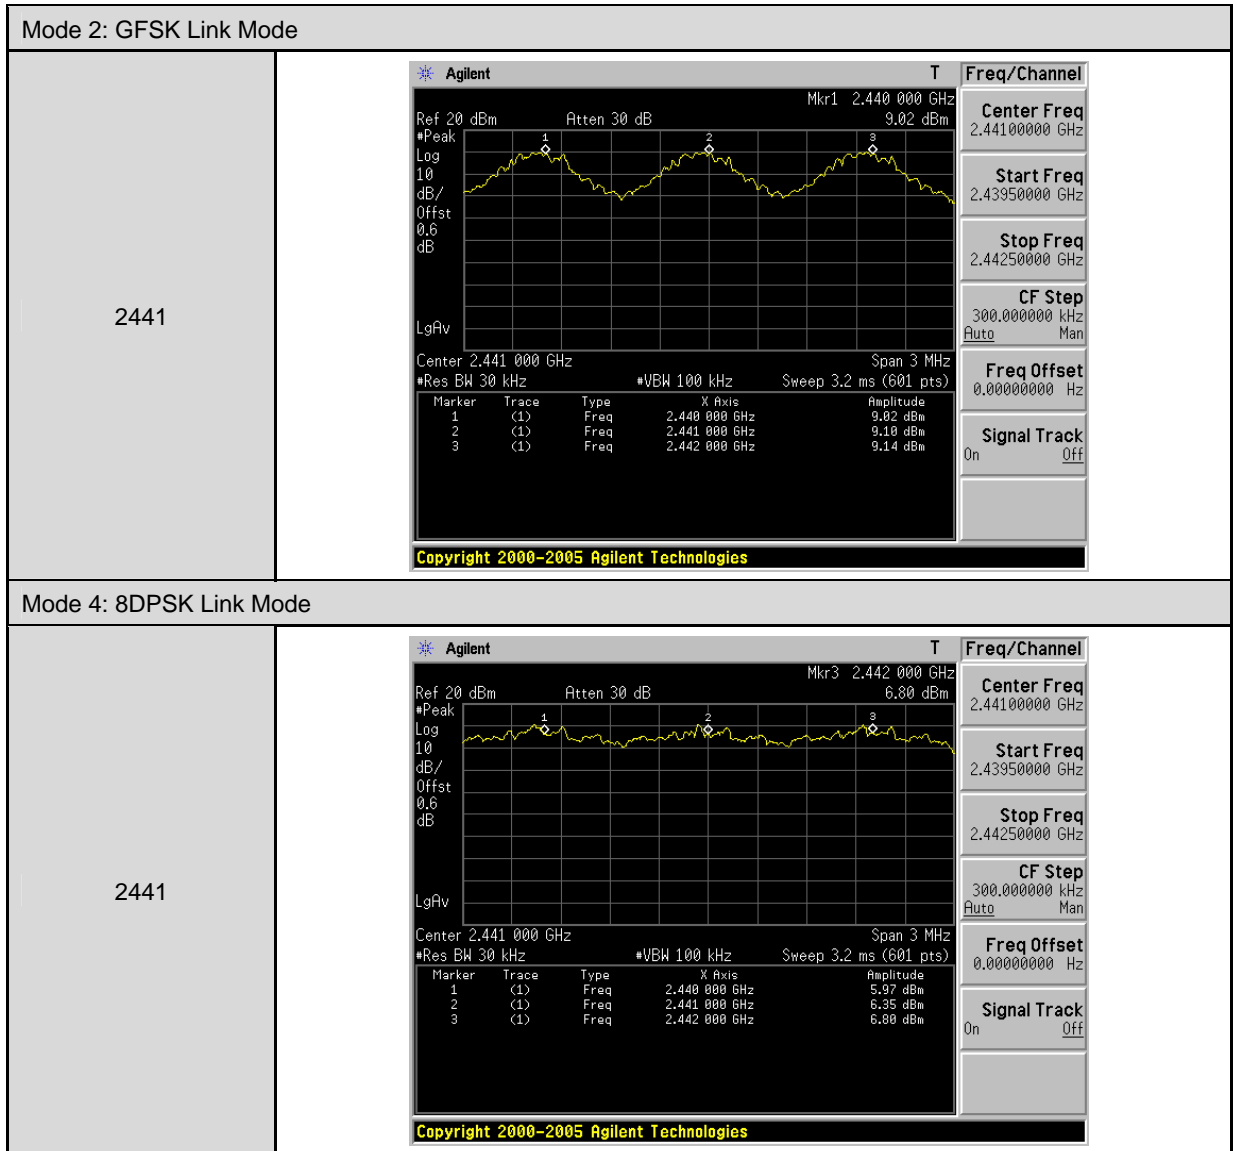 Mode 2: GFSK Link Mode
2441
Agilent T
Mkr1 2.440 000 GHz
Ref 20 dBm Atten 30 dB 9.02 dBm
#Peak
Log
10
dB/
Offst
0.6
dB
LgAv
1 2 3
Center 2.441 000 GHz Span 3 MHz
#Res BW 30 kHz #VBW 100 kHz Sweep 3.2 ms (601 pts)
Marker Trace Type X Axis Amplitude
1 (1) Freq 2.440 000 GHz 9.02 dBm
2 (1) Freq 2.441 000 GHz 9.10 dBm
3 (1) Freq 2.442 000 GHz 9.14 dBm
Copyright 2000-2005 Agilent Technologies
Freq/Channel
Center Freq
2.44100000 GHz
Start Freq
2.43950000 GHz
Stop Freq
2.44250000 GHz
CF Step
300.000000 kHz
Auto Man
Freq Offset
0.00000000 Hz
Signal Track
On Off
Mode 4: 8DPSK Link Mode
2441
Agilent T
Mkr3 2.442 000 GHz
Ref 20 dBm Atten 30 dB 6.80 dBm
#Peak
Log
10
dB/
Offst
0.6
dB
LgAv
1 2 3
Center 2.441 000 GHz Span 3 MHz
#Res BW 30 kHz #VBW 100 kHz Sweep 3.2 ms (601 pts)
Marker Trace Type X Axis Amplitude
1 (1) Freq 2.440 000 GHz 5.97 dBm
2 (1) Freq 2.441 000 GHz 6.35 dBm
3 (1) Freq 2.442 000 GHz 6.80 dBm
Copyright 2000-2005 Agilent Technologies
Freq/Channel
Center Freq
2.44100000 GHz
Start Freq
2.43950000 GHz
Stop Freq
2.44250000 GHz
CF Step
300.000000 kHz
Auto Man
Freq Offset
0.00000000 Hz
Signal Track
On Off